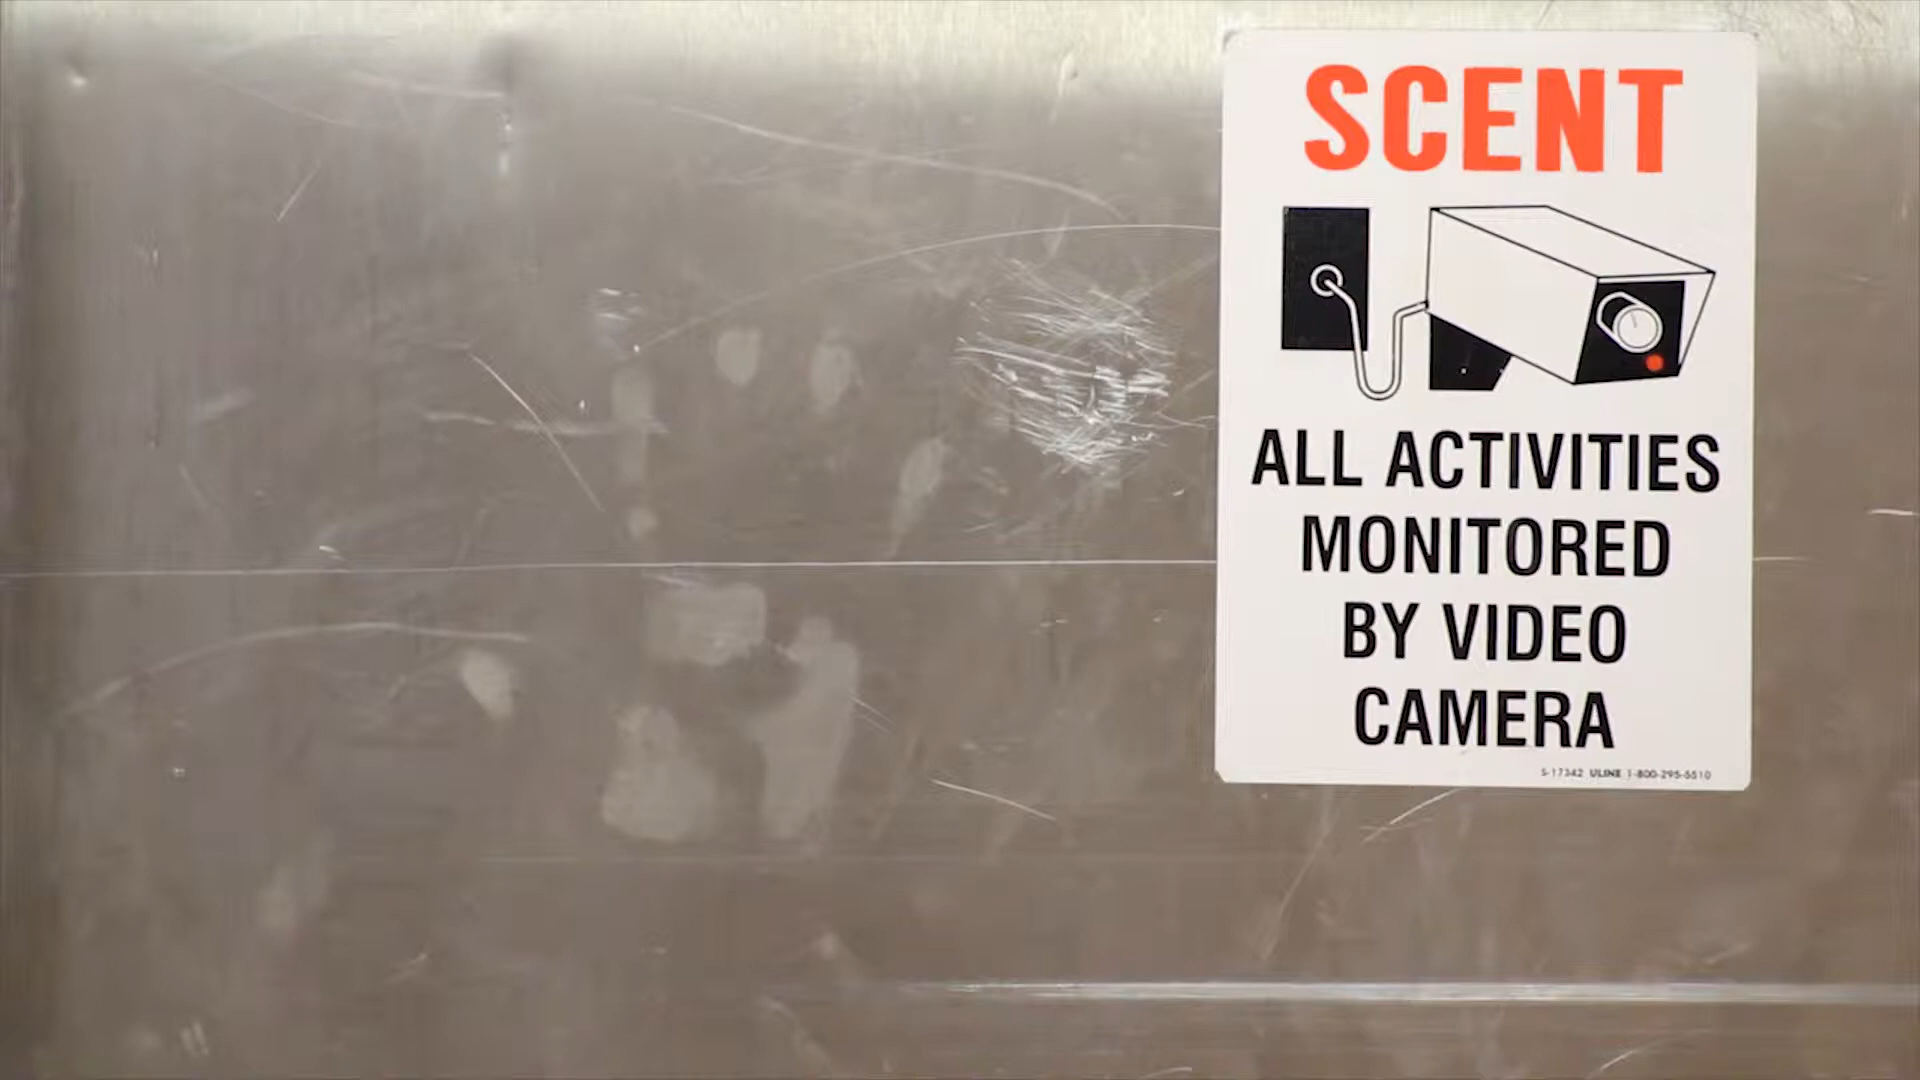 SCENT
ALL ACTIVITIES
MONITORED
BY VIDEO
CAMERA
S-17342 ULINE 1-800-295-5510